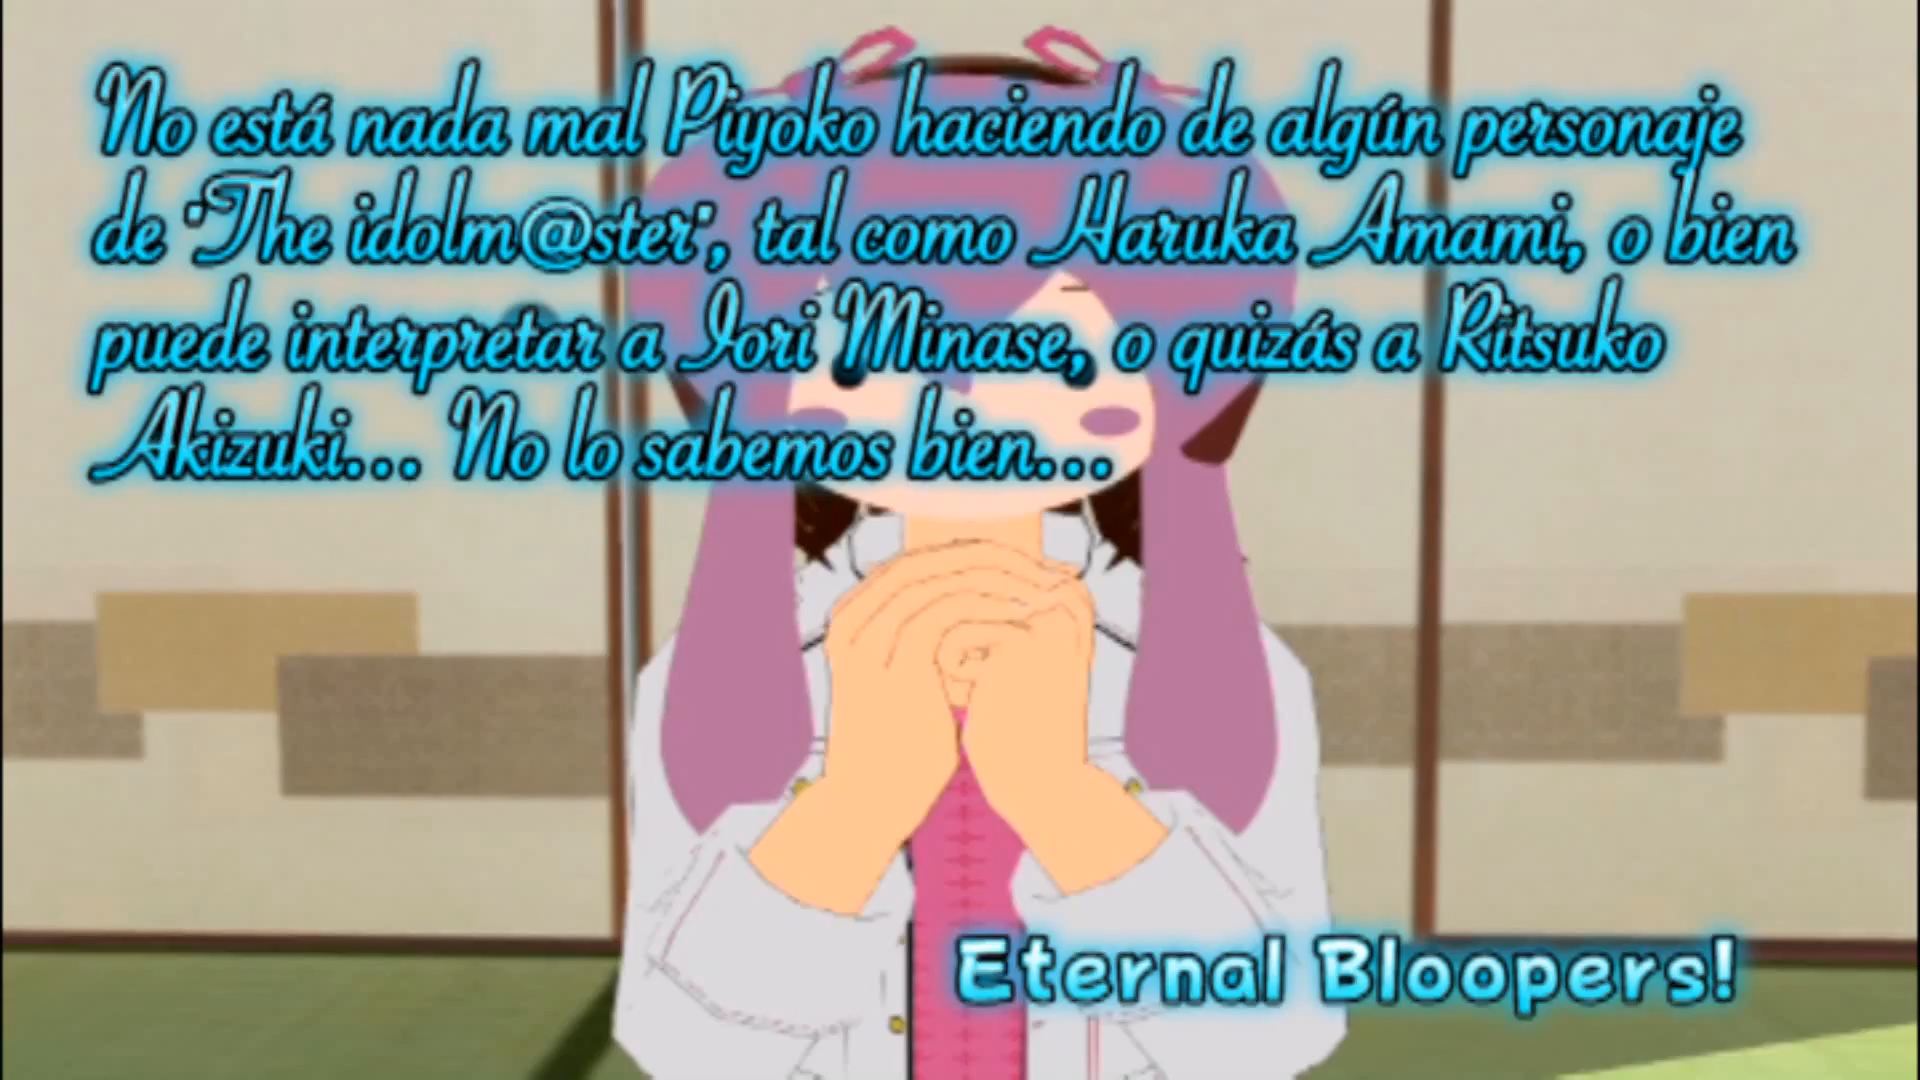 No está nada mal Piyoko haciendo de algún personaje
de "The idolm@ster", tal como Haruka Amami, o bien
puede interpretar a Iori Minase, o quizás a Ritsuko
Akizuki... No lo sabemos bien...
Eternal Bloopers!